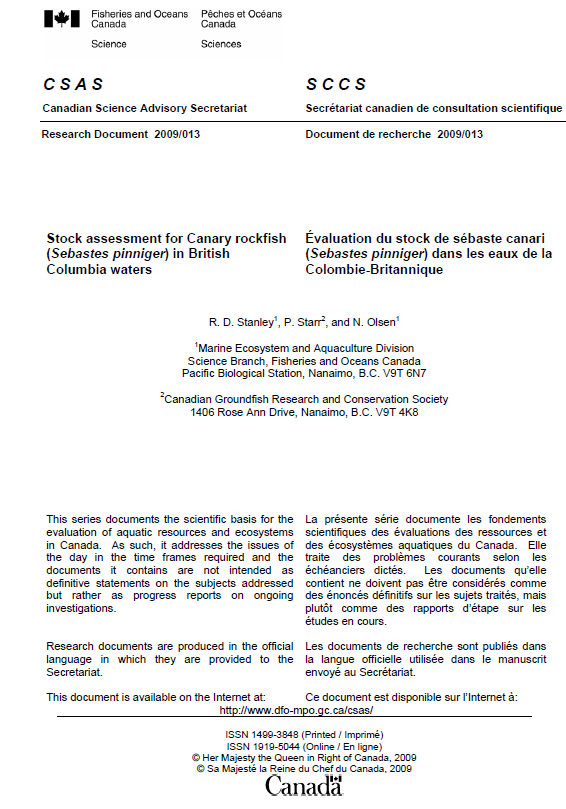 Fisheries and Oceans
Canada
Pêches et Océans
Canada
Science
Sciences
C S A S
S C C S
Canadian Science Advisory Secretariat
Secrétariat canadien de consultation scientifique
Research Document 2009/013
Document de recherche 2009/013
Stock assessment for Canary rockfish
(Sebastes pinniger) in British
Columbia waters
Évaluation du stock de sébaste canari
(Sebastes pinniger) dans les eaux de la
Colombie-Britannique
R. D. Stanley1, P. Starr2, and N. Olsen1
1Marine Ecosystem and Aquaculture Division
Science Branch, Fisheries and Oceans Canada
Pacific Biological Station, Nanaimo, B.C. V9T 6N7
2Canadian Groundfish Research and Conservation Society
1406 Rose Ann Drive, Nanaimo, B.C. V9T 4K8
This series documents the scientific basis for the
evaluation of aquatic resources and ecosystems
in Canada. As such, it addresses the issues of
the day in the time frames required and the
documents it contains are not intended as
definitive statements on the subjects addressed
but rather as progress reports on ongoing
investigations.
La présente série documente les fondements
scientifiques des évaluations des ressources et
des écosystèmes aquatiques du Canada. Elle
traite des problèmes courants selon les
échéanciers dictés. Les documents qu'elle
contient ne doivent pas être considérés comme
des énoncés définitifs sur les sujets traités, mais
plutôt comme des rapports d'étape sur les
études en cours.
Research documents are produced in the official
language in which they are provided to the
Secretariat.
Les documents de recherche sont publiés dans
la langue officielle utilisée dans le manuscrit
envoyé au Secrétariat.
This document is available on the Internet at:
Ce document est disponible sur l'Internet à:
http://www.dfo-mpo.gc.ca/csas/
ISSN 1499-3848 (Printed / Imprimé)
ISSN 1919-5044 (Online / En ligne)
© Her Majesty the Queen in Right of Canada, 2009
© Sa Majesté la Reine du Chef du Canada, 2009
Canada